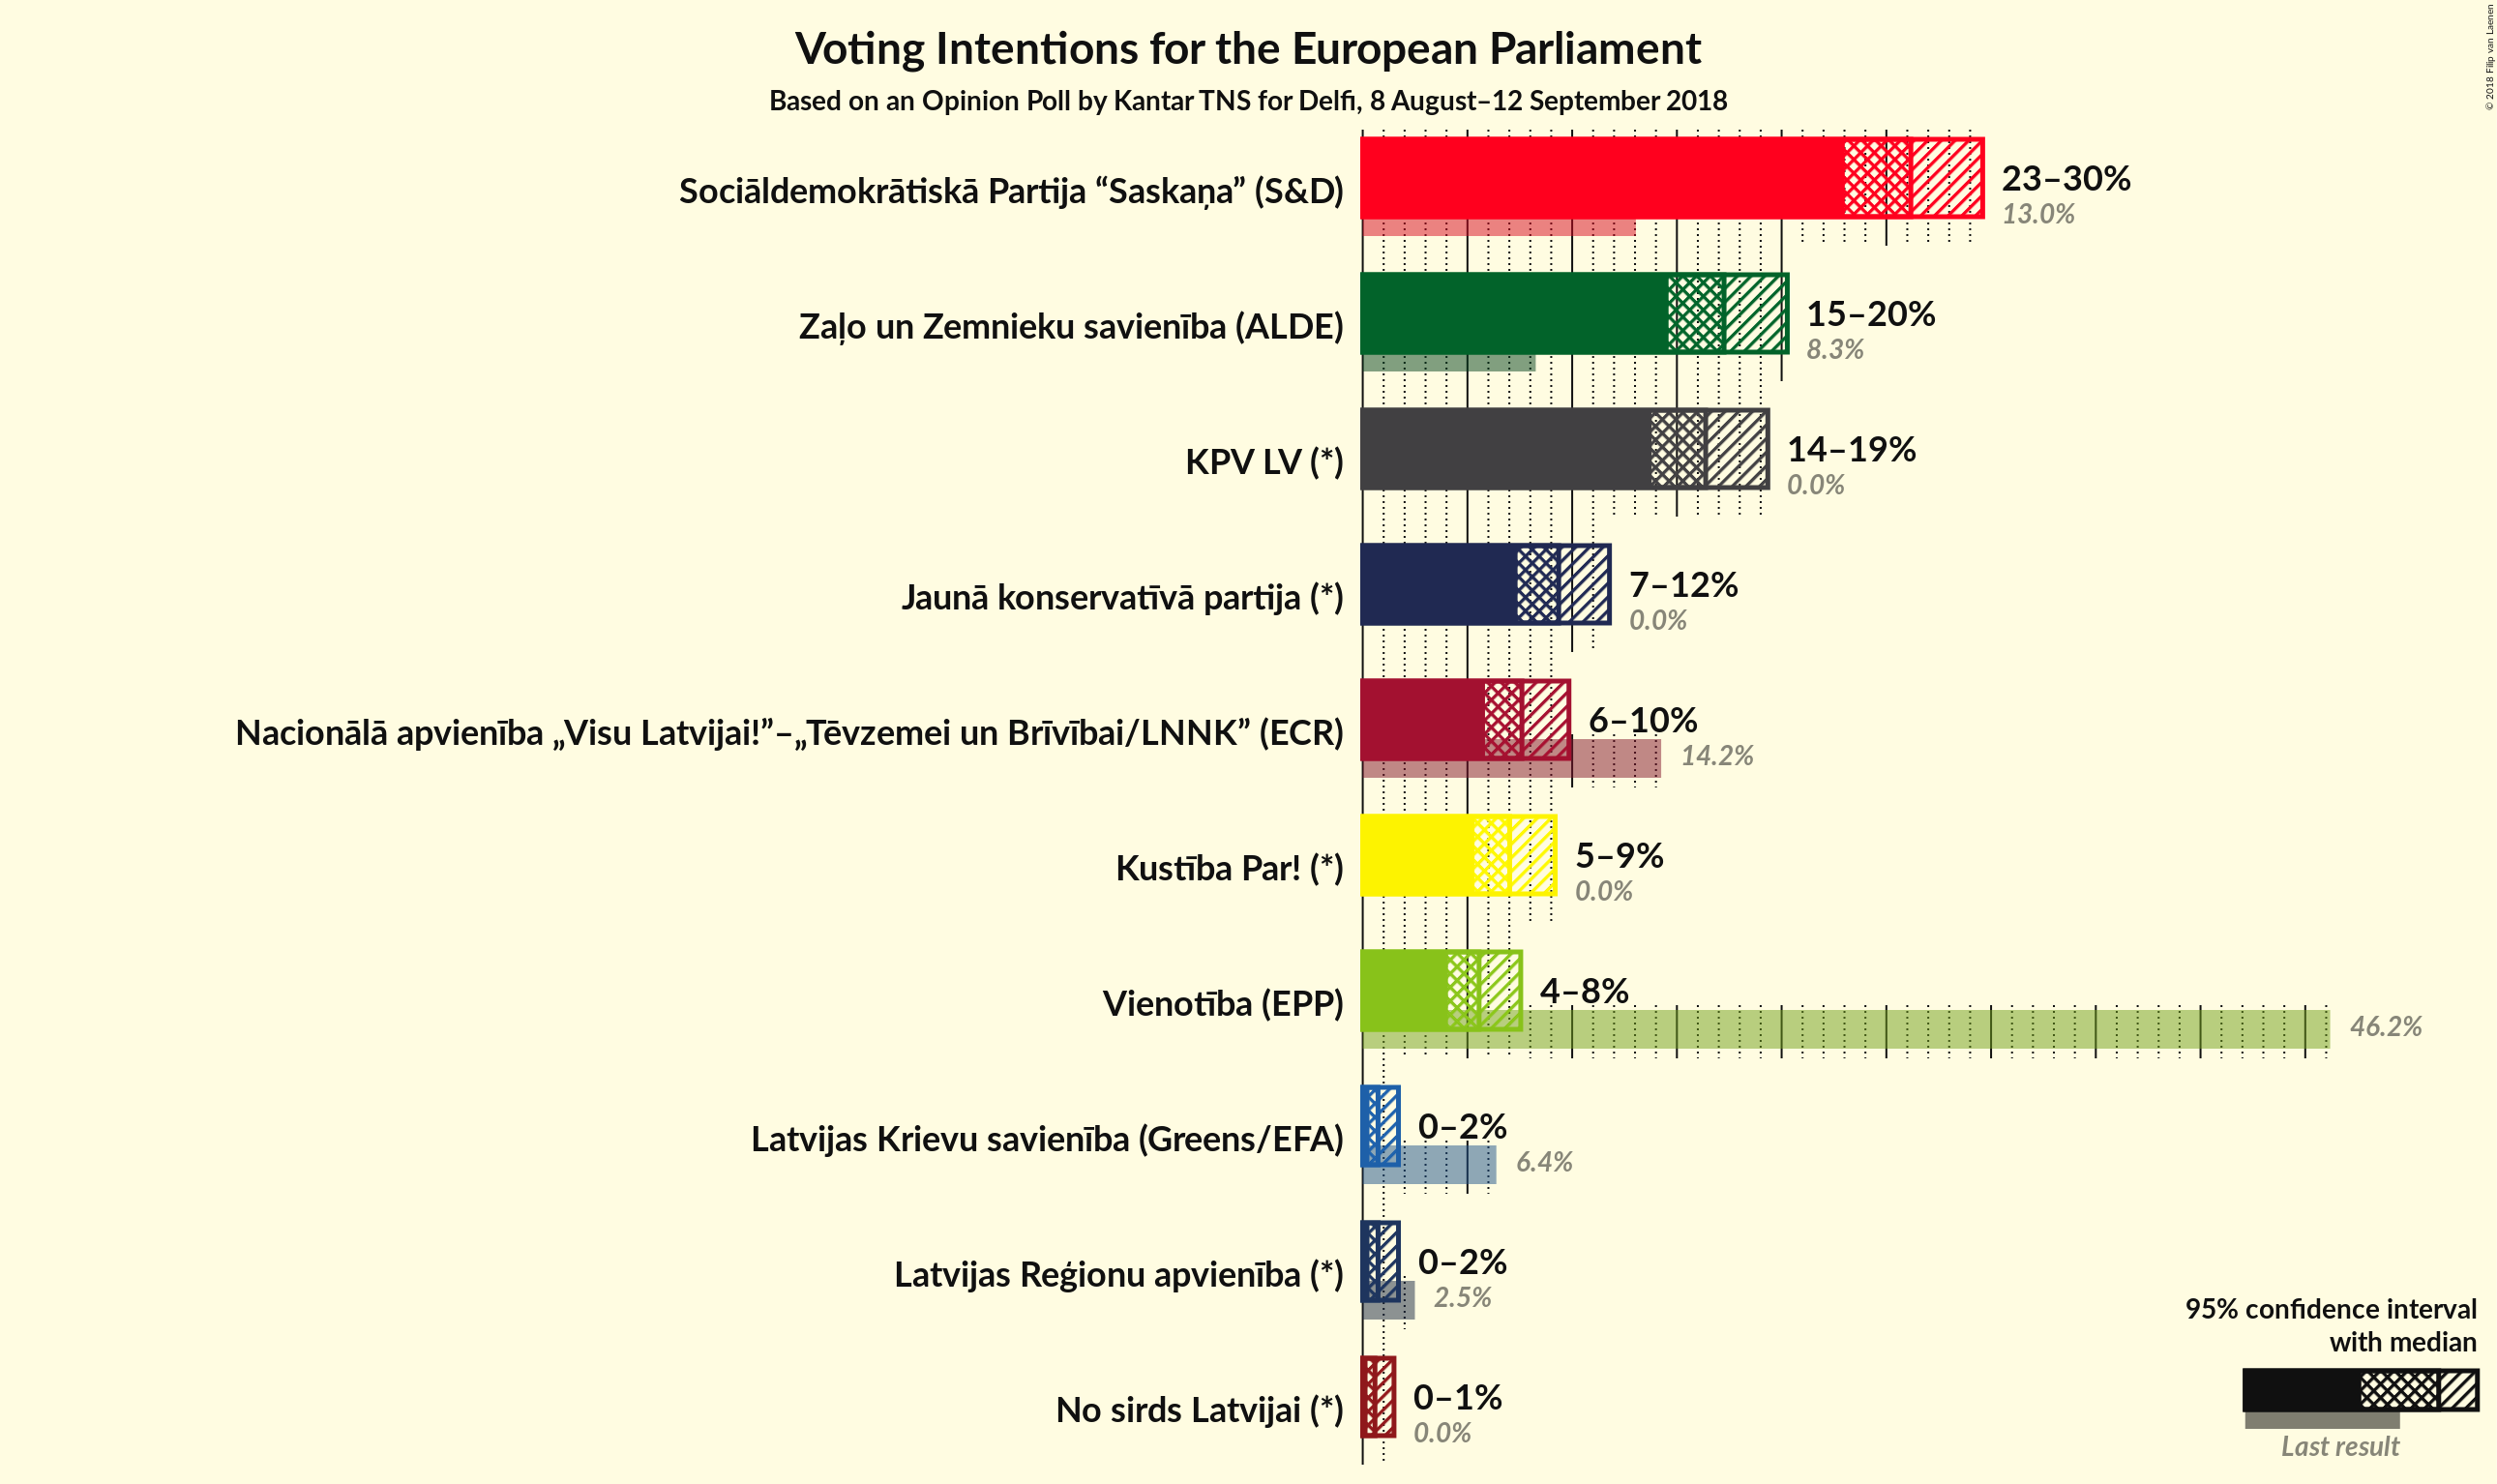 Voting Intentions for the European Parliament
Based on an Opinion Poll by Kantar TNS for Delfi, 8 August–12 September 2018
© 2018 Filip van Laenen
Sociāldemokrātiskā Partija “Saskaņa” (S&D)
23–30%
13.0%
Zaļo un Zemnieku savienība (ALDE)
15–20%
8.3%
KPV LV (*)
14–19%
0.0%
Jaunā konservatīvā partija (*)
7–12%
0.0%
Nacionālā apvienība „Visu Latvijai!”–„Tēvzemei un Brīvībai/LNNK” (ECR)
6–10%
14.2%
Kustība Par! (*)
5–9%
0.0%
Vienotība (EPP)
4–8%
46.2%
Latvijas Krievu savienība (Greens/EFA)
0–2%
6.4%
Latvijas Reģionu apvienība (*)
0–2%
2.5%
No sirds Latvijai (*)
0–1%
0.0%
95% confidence interval
with median
Last result